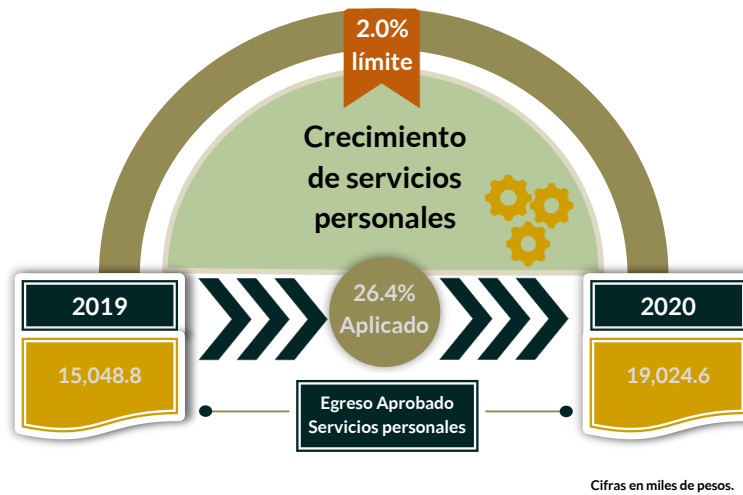 2.0%
límite
Crecimiento
de servicios
personales
2019
26.4%
Aplicado
2020
15,048.8
19,024.6
Egreso Aprobado
Servicios personales
Cifras en miles de pesos.